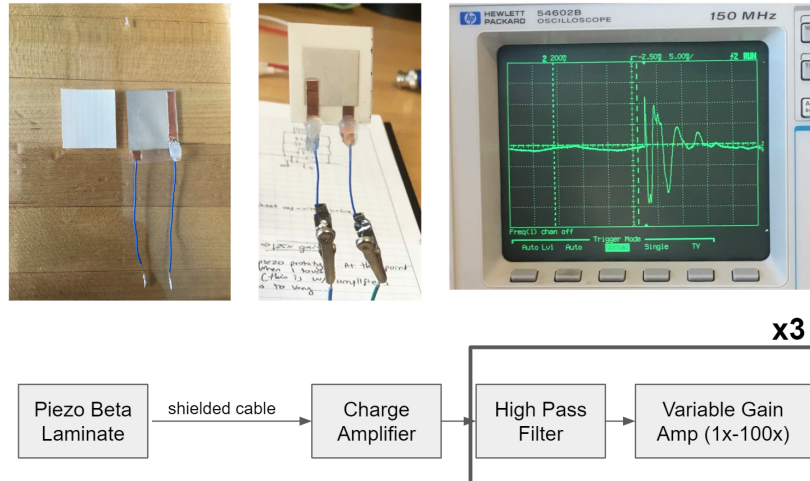 HEWLETT
PACKARD
54602B
OSCILLOSCOPE
150 MHz
hp
2 200
-2.50
5.00
RUN
Freq(1) chan off
Trigger Mode
Auto Lvl
Auto
Single
TV
piezo
x3
Piezo Beta
Laminate
shielded cable
Charge
Amplifier
High Pass
Filter
Variable Gain
Amp (1x-100x)